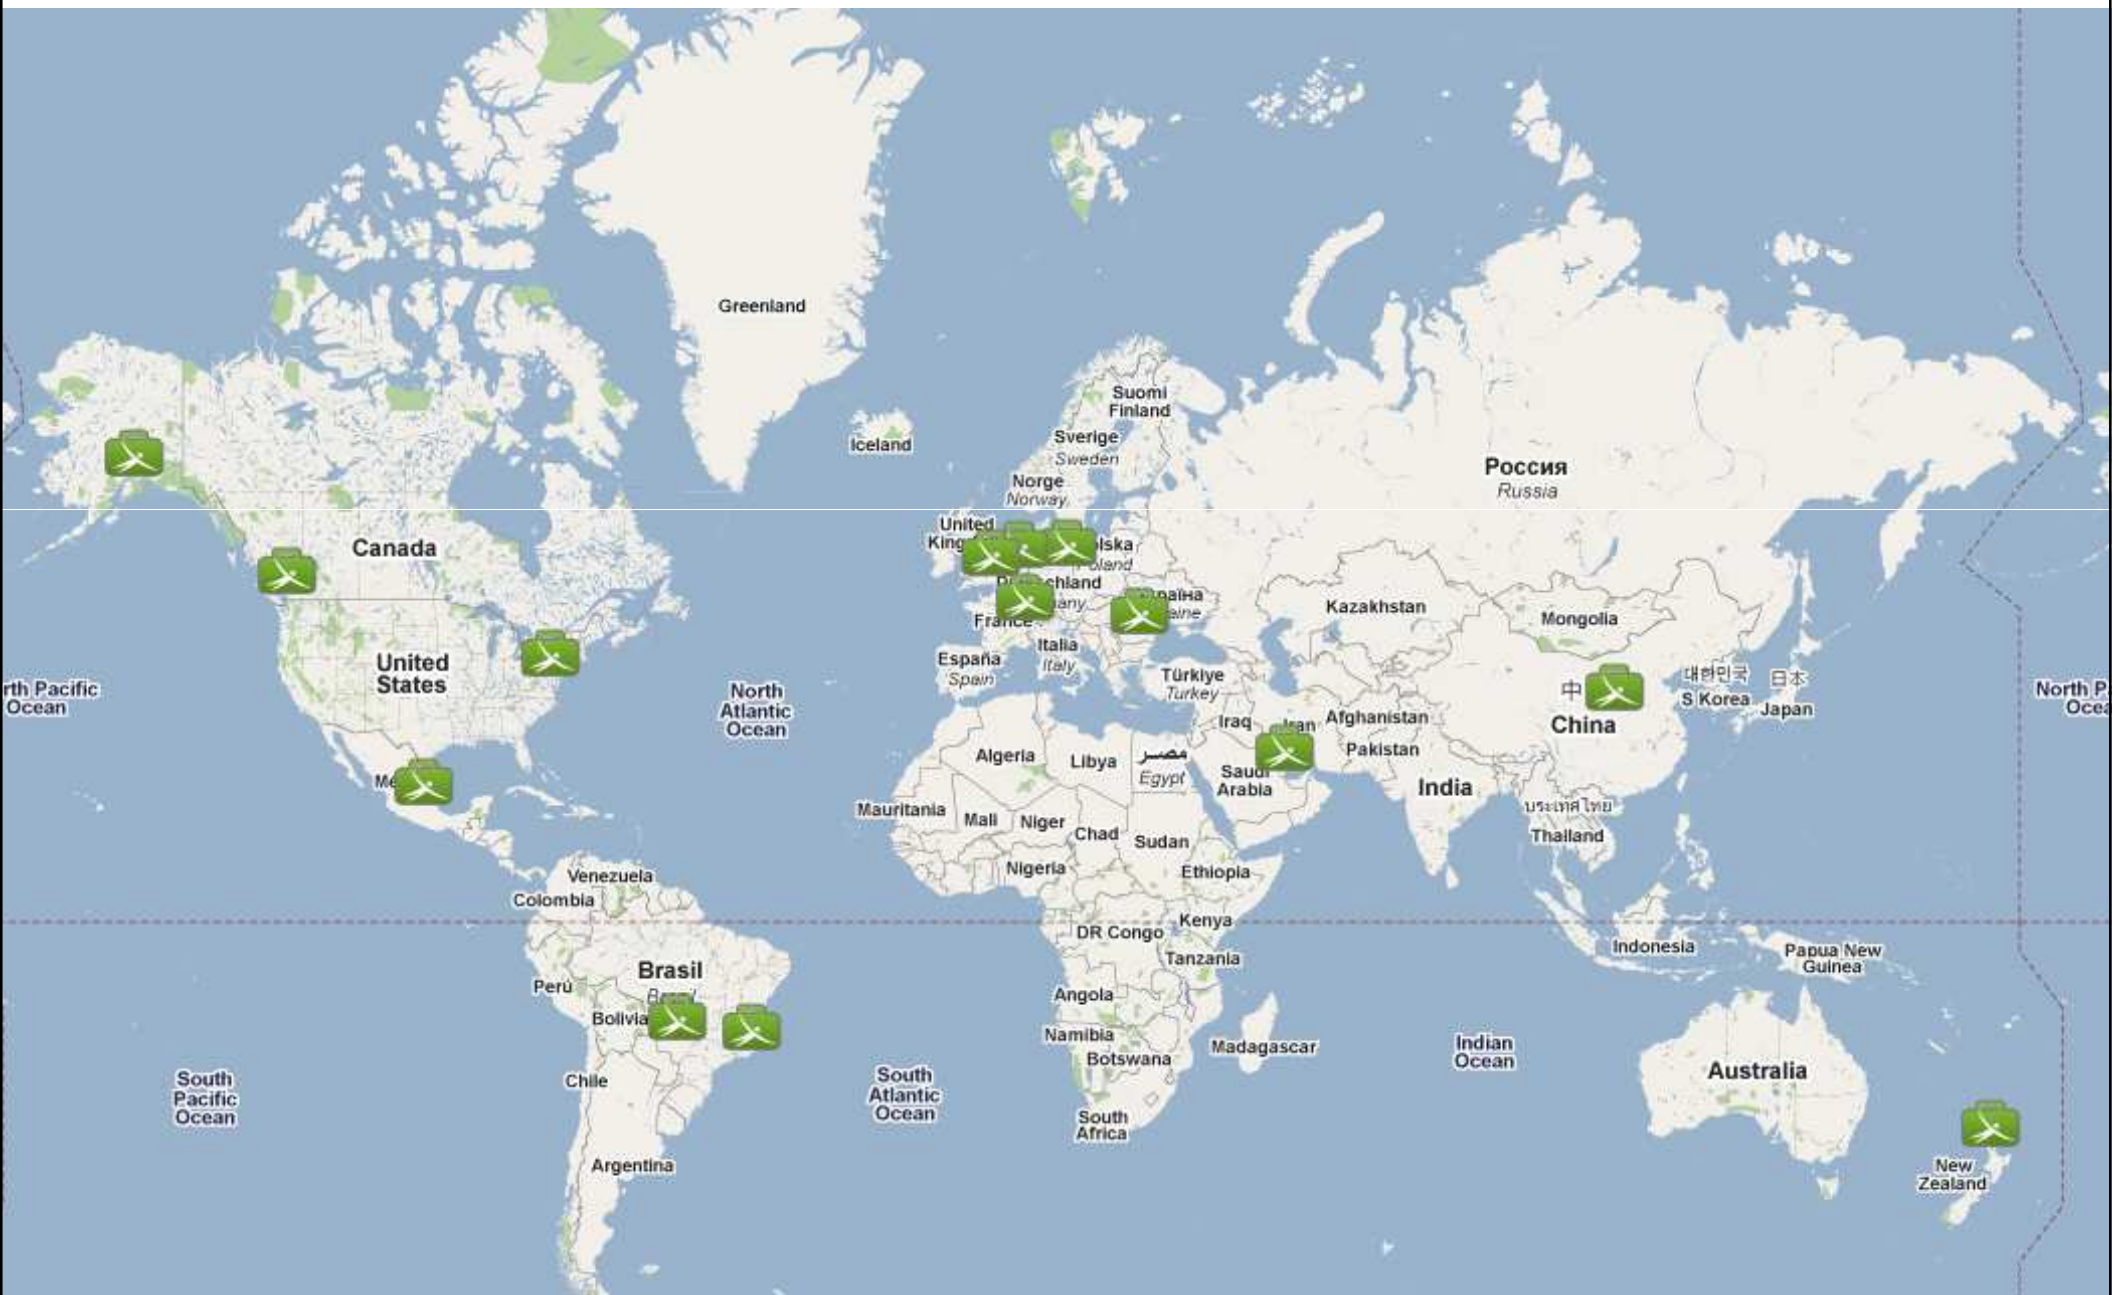 Greenland
Suomi
Finland
Iceland
Sverige
Sweden
Россия
Russia
Norge
Norway
United
Canada
Poland
Kazakhstan
Mongolia
France
United
States
Italia
Italy
España
Spain
Türkiye
Turkey
대한민국
日本
S Korea
Japan
中
China
rth Pacific
Ocean
North
Atlantic
Ocean
North P
Ocea
Iraq
Iran
Afghanistan
Pakistan
Algeria
Libya
مصر
Egypt
Saudi
Arabia
India
Mauritania
Mali
Niger
Chad
Sudan
ประเทศไทย
Thailand
Nigeria
Ethiopia
Venezuela
Colombia
Kenya
DR Congo
Tanzania
Indonesia
Papua New
Guinea
Brasil
Brazil
Perú
Bolivia
Angola
Namibia
Botswana
Madagascar
Indian
Ocean
Australia
Chile
South
Pacific
Ocean
South
Atlantic
Ocean
South
Africa
Argentina
New
Zealand